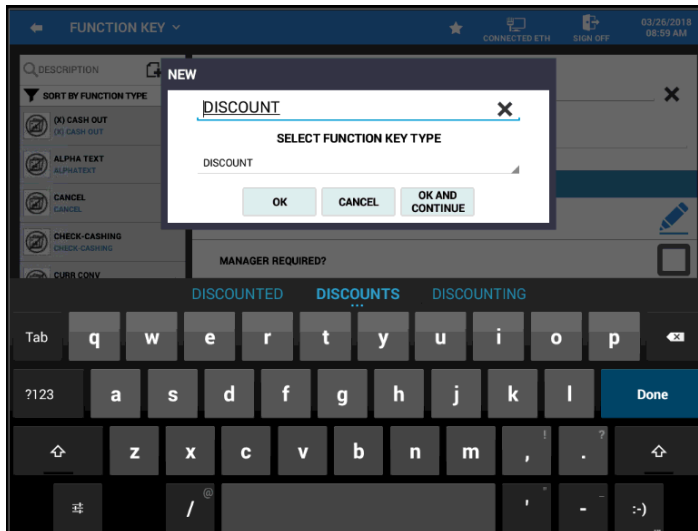 FUNCTION KEY
CONNECTED ETH
SIGN OFF
03/26/2018
08:59 AM
DESCRIPTION
SORT BY FUNCTION TYPE
(X) CASH OUT
(X) CASH OUT
ALPHA TEXT
ALPHATEXT
CANCEL
CANCEL
CHECK-CASHING
CHECK-CASHING
CURR CONV
NEW
DISCOUNT
SELECT FUNCTION KEY TYPE
DISCOUNT
OK
CANCEL
OK AND
CONTINUE
MANAGER REQUIRED?
DISCOUNTED DISCOUNTS DISCOUNTING
Tab q w e r t y u i o p
?123 a s d f g h j k l Done
z x c v b n m , ! . ?
/ @ ' " - _ :-)